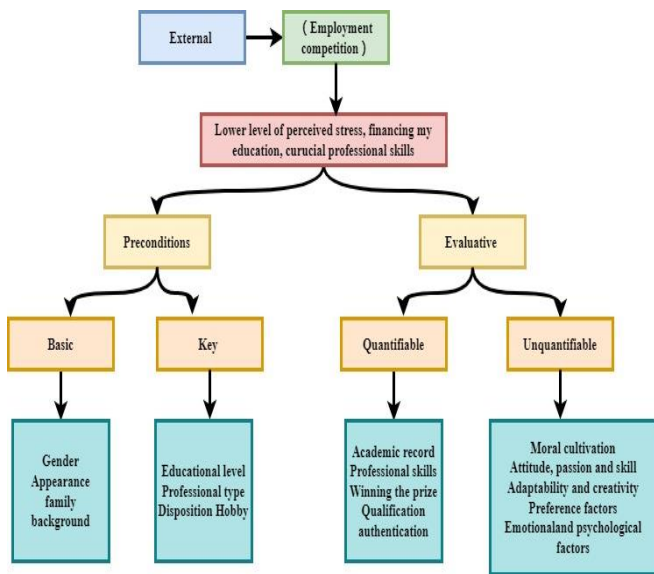 External
( Employment
competition )
Lower level of perceived stress, financing my
education, curucial professional skills
Preconditions
Evaluative
Basic
Key
Quantifiable
Unquantifiable
Gender
Appearance
family
background
Educational level
Professional type
Disposition Hobby
Academic record
Professional skills
Winning the prize
Qualification
authentication
Moral cultivation
Attitude, passion and skill
Adaptability and creativity
Preference factors
Emotionaland psychological
factors